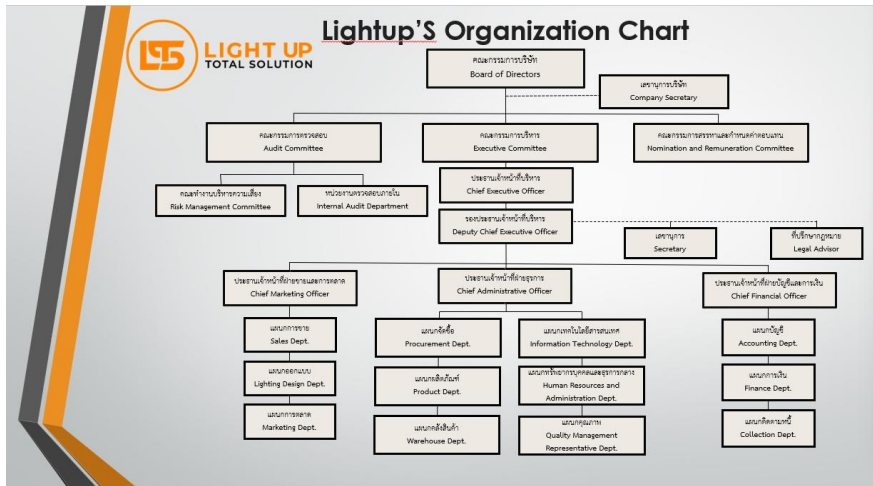 Lightup’S Organization Chart
LTS
LIGHT UP
TOTAL SOLUTION
คณะกรรมการบริษัท
Board of Directors
เลขานุการบริษัท
Company Secretary
คณะกรรมการตรวจสอบ
Audit Committee
คณะกรรมการบริหาร
Executive Committee
คณะกรรมการสรรหาและกำหนดค่าตอบแทน
Nomination and Remuneration Committee
คณะทำงานบริหารความเสี่ยง
Risk Management Committee
หน่วยงานตรวจสอบภายใน
Internal Audit Department
ประธานเจ้าหน้าที่บริหาร
Chief Executive Officer
รองประธานเจ้าหน้าที่บริหาร
Deputy Chief Executive Officer
เลขานุการ
Secretary
ที่ปรึกษากฎหมาย
Legal Advisor
ประธานเจ้าหน้าที่ฝ่ายขายและการตลาด
Chief Marketing Officer
ประธานเจ้าหน้าที่ฝ่ายธุรการ
Chief Administrative Officer
ประธานเจ้าหน้าที่ฝ่ายบัญชีและการเงิน
Chief Financial Officer
แผนกการขาย
Sales Dept.
แผนกออกแบบ
Lighting Design Dept.
แผนกการตลาด
Marketing Dept.
แผนกจัดซื้อ
Procurement Dept.
แผนกผลิตภัณฑ์
Product Dept.
แผนกคลังสินค้า
Warehouse Dept.
แผนกเทคโนโลยีสารสนเทศ
Information Technology Dept.
แผนกทรัพยากรบุคคลและธุรการกลาง
Human Resources and
Administration Dept.
แผนกคุณภาพ
Quality Management
Representative Dept.
แผนกบัญชี
Accounting Dept.
แผนกการเงิน
Finance Dept.
แผนกติดตามหนี้
Collection Dept.